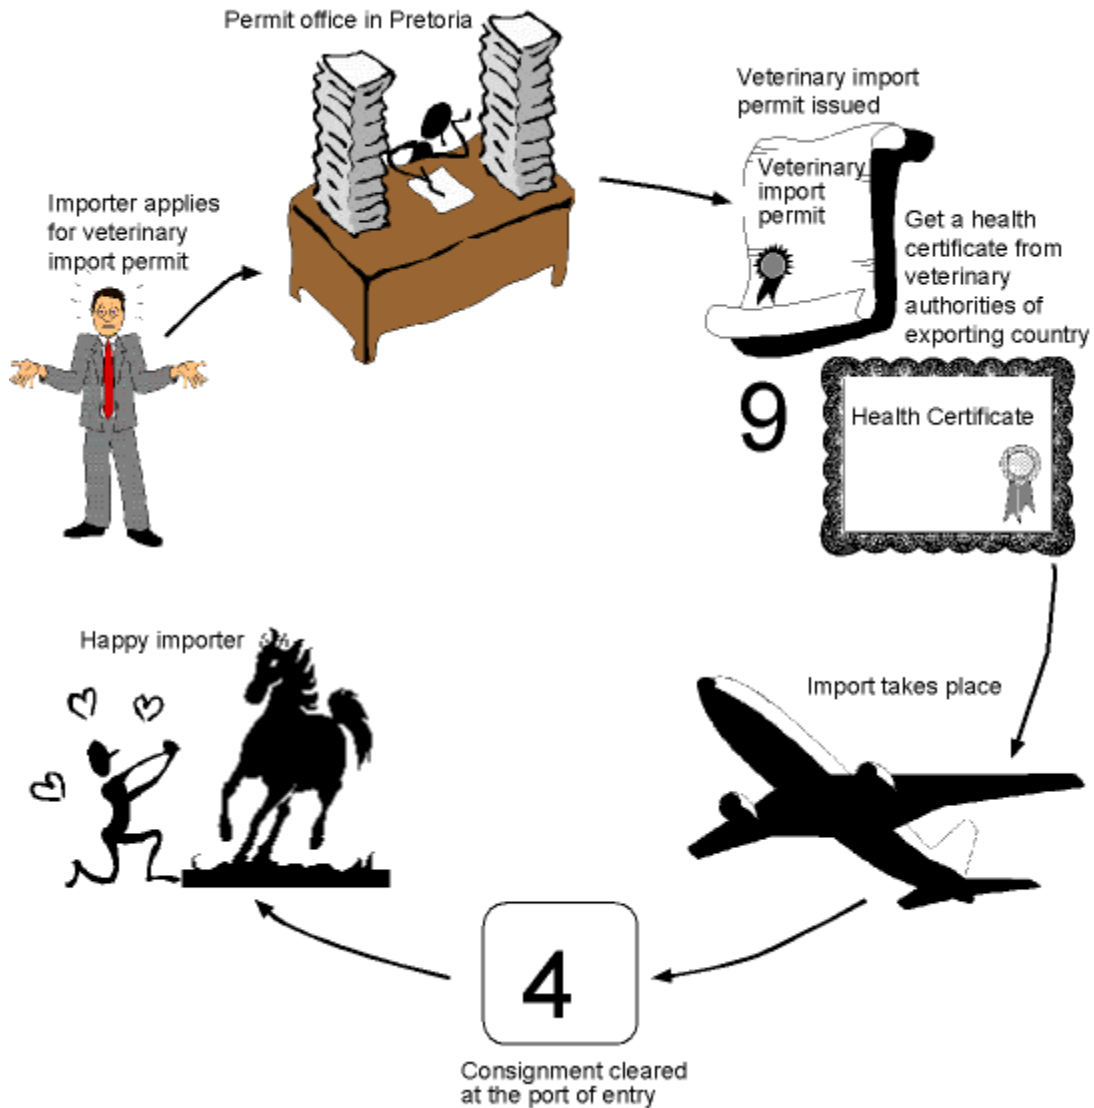 Permit office in Pretoria
Veterinary import
permit issued
Veterinary
import
permit
Importer applies
for veterinary
import permit
Get a health
certificate from
veterinary
authorities of
exporting country
9
Health Certificate
Happy importer
Import takes place
4
Consignment cleared
at the port of entry